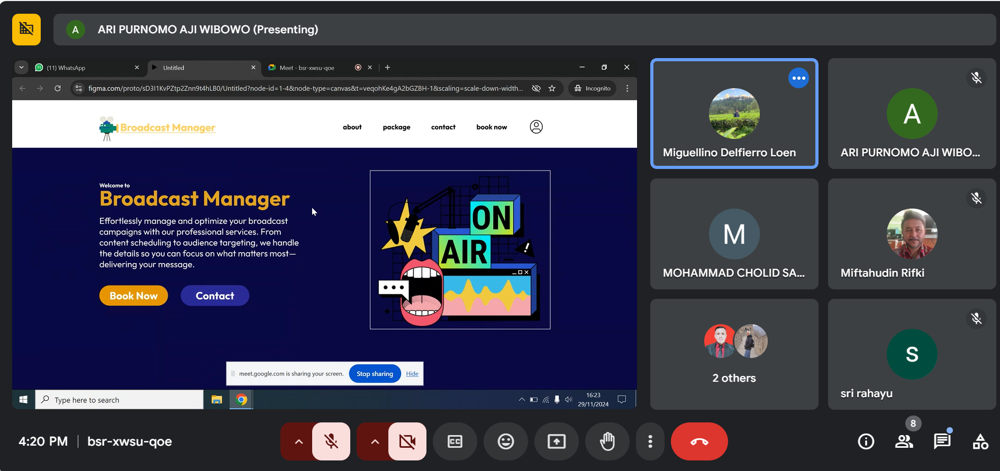 A
ARI PURNOMO AJI WIBOWO (Presenting)
11
(11) WhatsApp
Untitled
Meet - bsr-xwsu-qoe
figma.com/proto/sD3I1KvPZtp2Znn9t4hLB0/Untitled?node-id=1-4&node-type=canvas&t=veqohKe4gA2bGZBH-1&scaling=scale-down-width...
Incognito
Broadcast Manager
about
package
contact
book now
Welcome to
Broadcast Manager
Effortlessly manage and optimize your broadcast
campaigns with our professional services. From
content scheduling to audience targeting, we handle
the details so you can focus on what matters most—
delivering your message.
Book Now
Contact
ON
AIR
!
meet.google.com is sharing your screen.
Stop sharing
Hide
Type here to search
16:23
29/11/2024
Miguellino Delfierro Loen
A
ARI PURNOMO AJI WIBO...
M
MOHAMMAD CHOLID SA...
Miftahudin Rifki
2 others
S
sri rahayu
4:20 PM
bsr-xwsu-qoe
CC
8